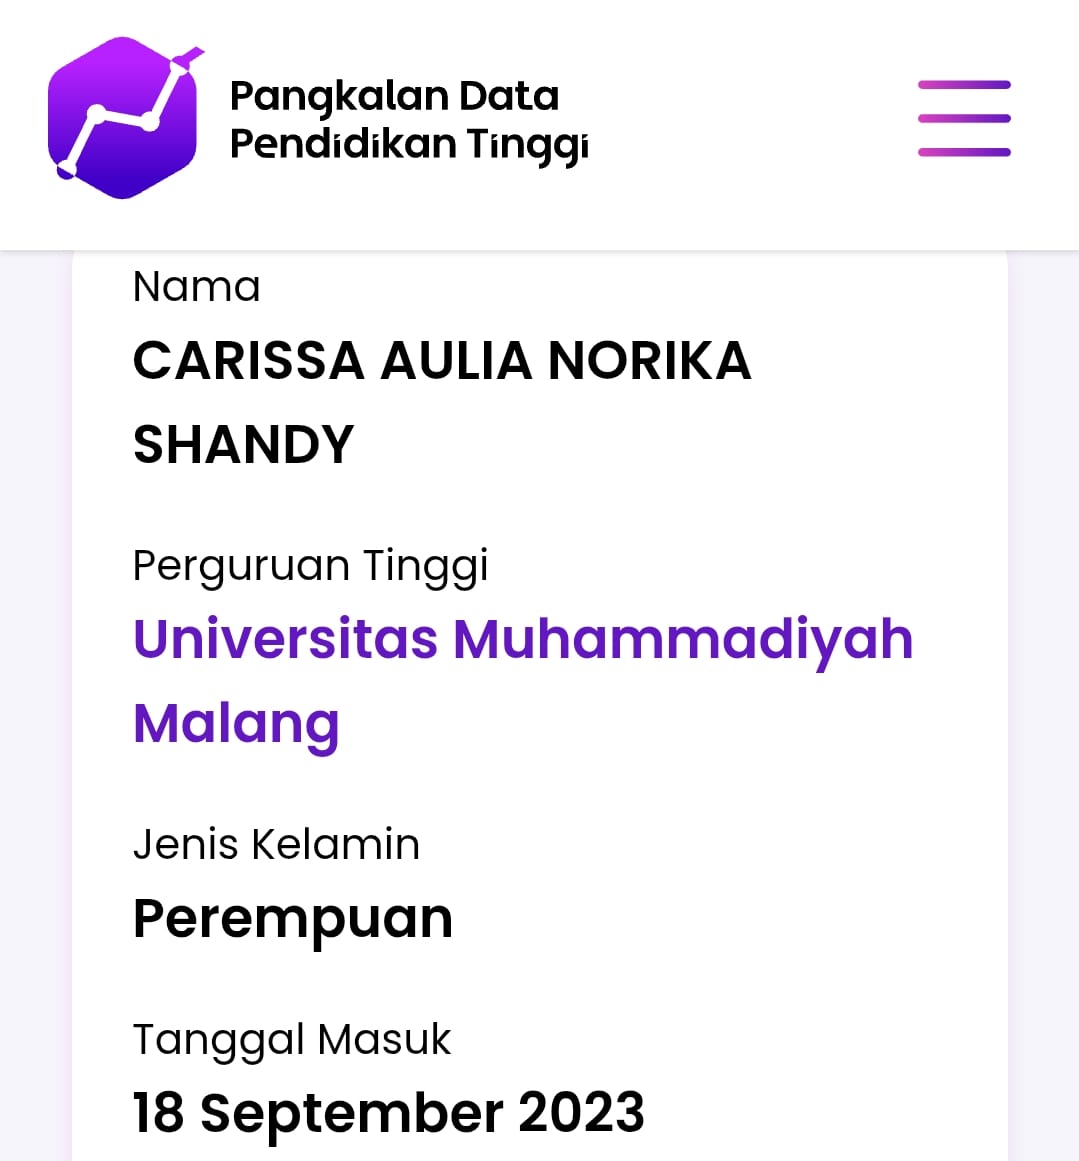 Pangkalan Data
Pendidikan Tinggi
Nama
CARISSA AULIA NORIKA
SHANDY
Perguruan Tinggi
Universitas Muhammadiyah
Malang
Jenis Kelamin
Perempuan
Tanggal Masuk
18 September 2023